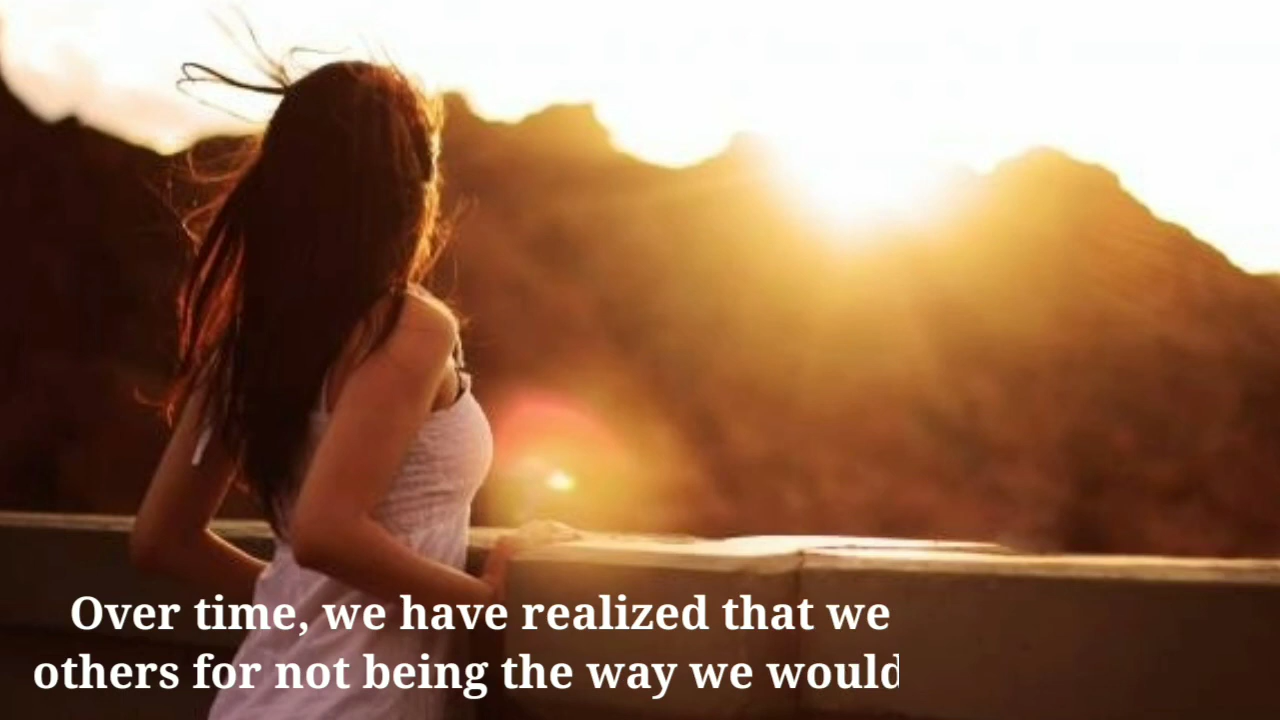 Over time, we have realized that we
others for not being the way we would